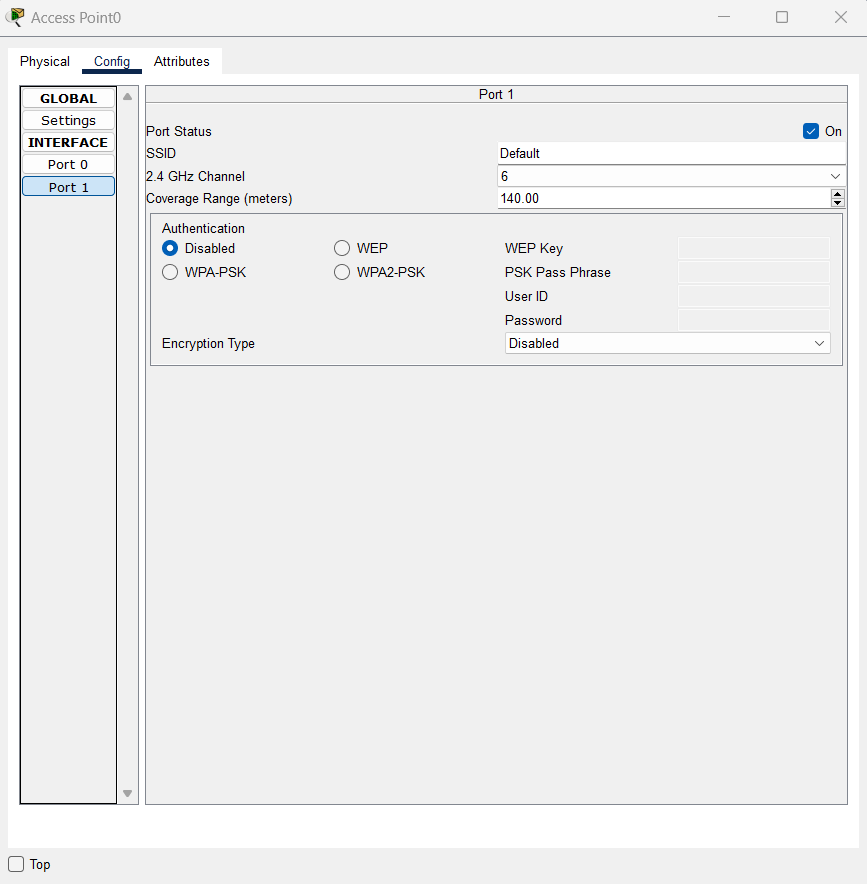 Access Point0
Physical Config Attributes
GLOBAL
Settings
INTERFACE
Port 0
Port 1
Port 1
Port Status On
SSID Default
2.4 GHz Channel 6
Coverage Range (meters) 140.00
Authentication
Disabled WEP WEP Key
WPA-PSK WPA2-PSK PSK Pass Phrase
User ID
Password
Encryption Type Disabled
Top